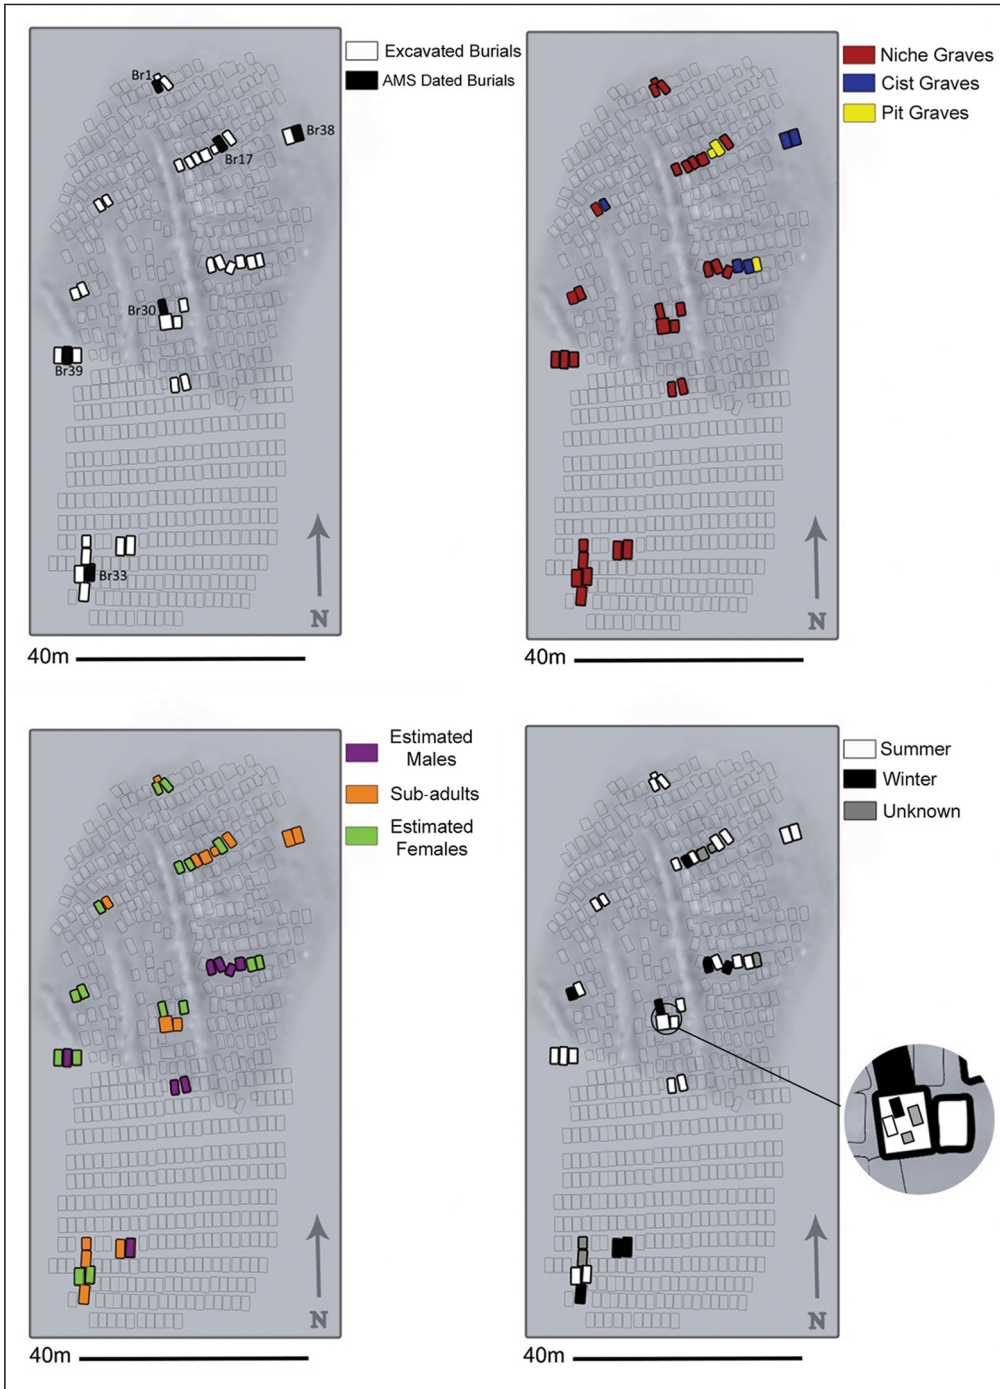 Excavated Burials
AMS Dated Burials
Br1
Br38
Br17
Br30
Br39
Br33
N
40m
Niche Graves
Cist Graves
Pit Graves
N
40m
Estimated
Males
Sub-adults
Estimated
Females
N
40m
Summer
Winter
Unknown
N
40m